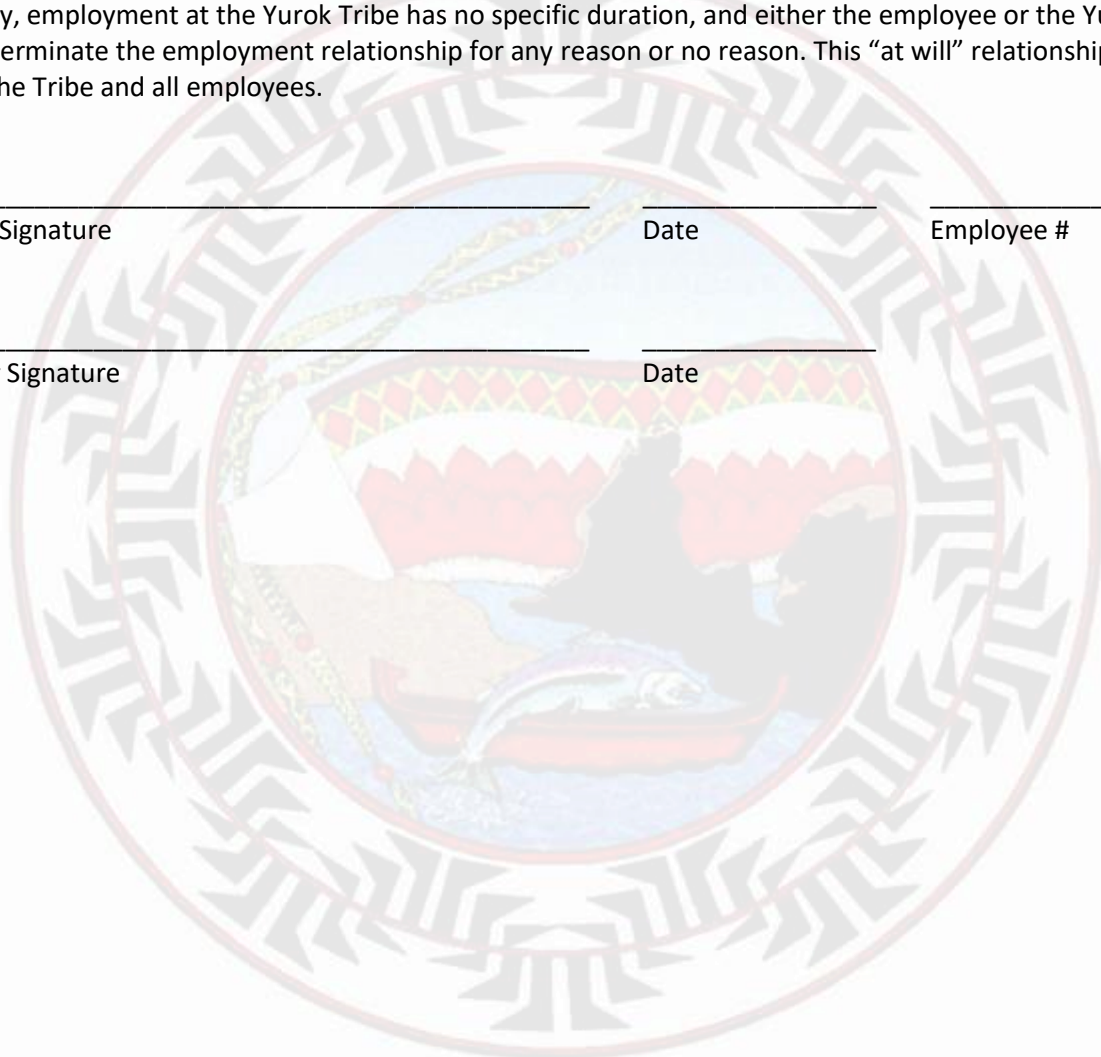 y, employment at the Yurok Tribe has no specific duration, and either the employee or the Yu
erminate the employment relationship for any reason or no reason. This “at will” relationship
he Tribe and all employees.
Signature Date Employee #
Signature Date